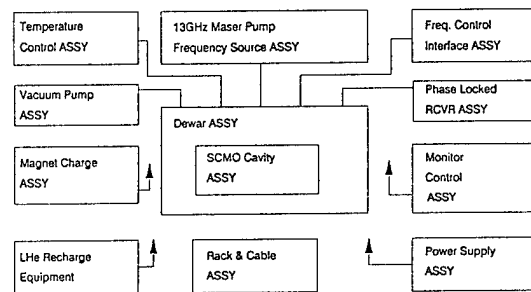 Temperature
Control ASSY
13GHz Maser Pump
Frequency Source ASSY
Freq. Control
Interface ASSY
Vacuum Pump
ASSY
Phase Locked
RCVR ASSY
Dewar ASSY
SCMO Cavity
ASSY
Magnet Charge
ASSY
Monitor
Control
ASSY
LHe Recharge
Equipment
Rack & Cable
ASSY
Power Supply
ASSY